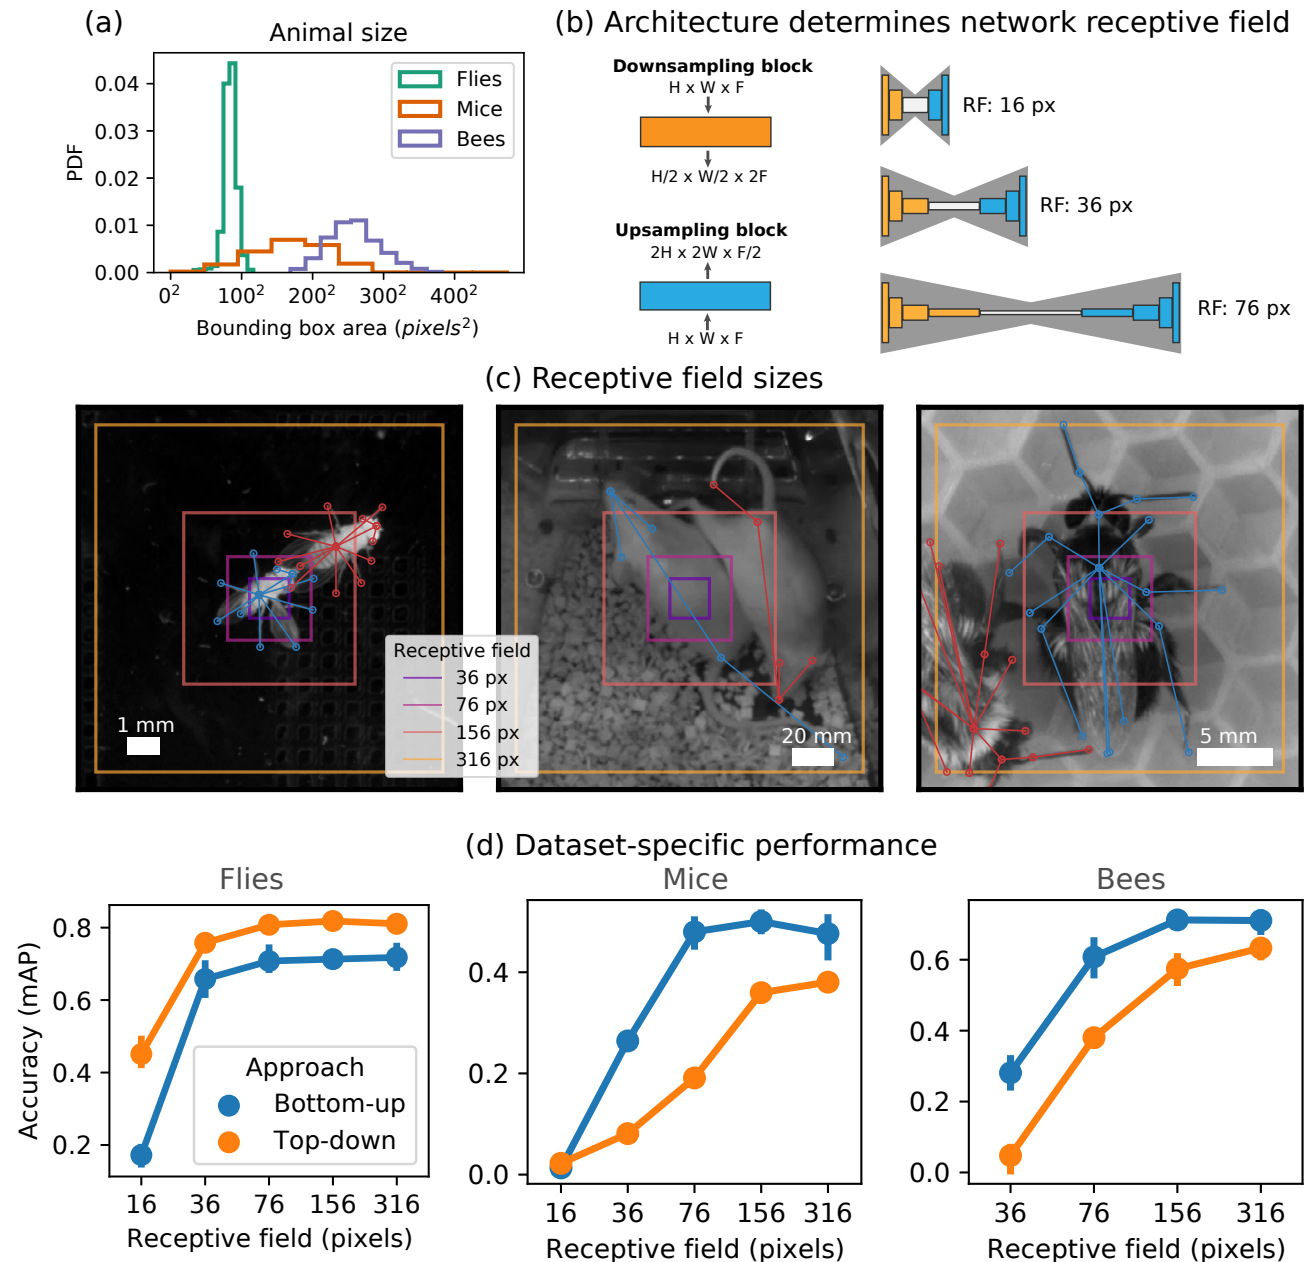 (a)
Animal size
PDF
0.04
0.03
0.02
0.01
0.00
Flies
Mice
Bees
0²
100²
200²
300²
400²
Bounding box area (pixels²)
(b) Architecture determines network receptive field
Downsampling block
H x W x F
H/2 x W/2 x 2F
Upsampling block
2H x 2W x F/2
H x W x F
RF: 16 px
RF: 36 px
RF: 76 px
(c) Receptive field sizes
1 mm
Receptive field
36 px
76 px
156 px
316 px
20 mm
5 mm
(d) Dataset-specific performance
Flies
Accuracy (mAP)
0.8
0.6
0.4
0.2
Approach
Bottom-up
Top-down
16
36
76
156
316
Receptive field (pixels)
Mice
0.4
0.2
0.0
16
36
76
156
316
Receptive field (pixels)
Bees
0.6
0.4
0.2
0.0
36
76
156
316
Receptive field (pixels)